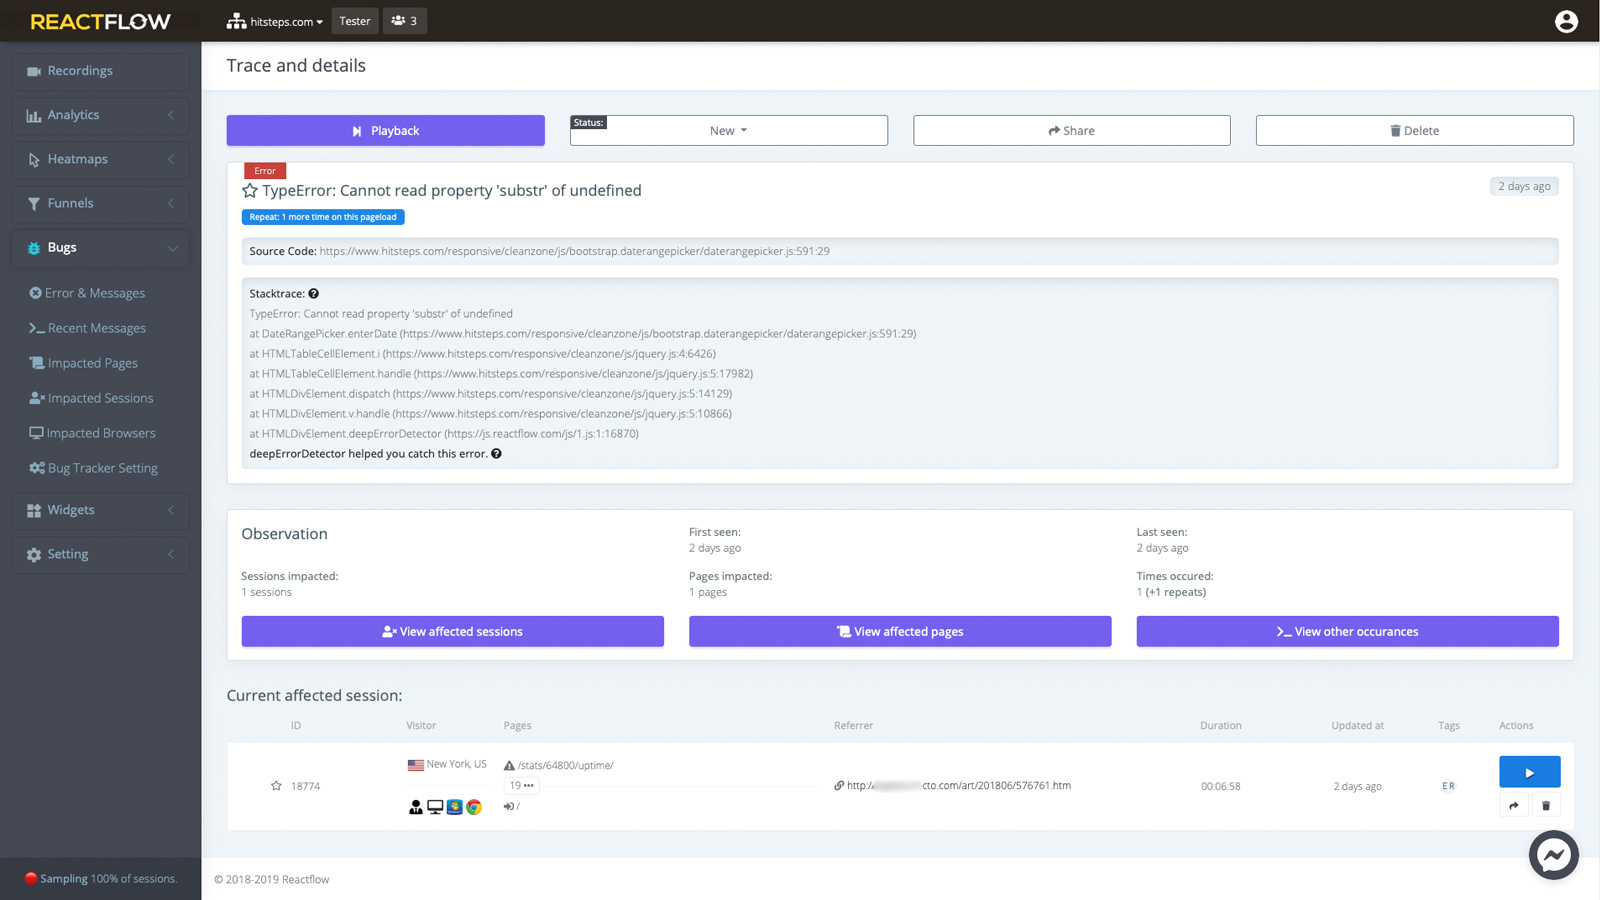 REACTFLOW
hitsteps.com
Tester
3
Recordings
Analytics
Heatmaps
Funnels
Bugs
Error & Messages
Recent Messages
Impacted Pages
Impacted Sessions
Impacted Browsers
Bug Tracker Setting
Widgets
Setting
Sampling 100% of sessions.
Trace and details
Playback
Status:
New
Share
Delete
Error
TypeError: Cannot read property 'substr' of undefined
2 days ago
Repeat: 1 more time on this pageload
Source Code: https://www.hitsteps.com/responsive/cleanzone/js/bootstrap.daterangepicker/daterangepicker.js:591:29
Stacktrace:
TypeError: Cannot read property 'substr' of undefined
at DateRangePicker.enterDate (https://www.hitsteps.com/responsive/cleanzone/js/bootstrap.daterangepicker/daterangepicker.js:591:29)
at HTMLTableCellElement.i (https://www.hitsteps.com/responsive/cleanzone/js/jquery.js:4:6426)
at HTMLTableCellElement.handle (https://www.hitsteps.com/responsive/cleanzone/js/jquery.js:5:17982)
at HTMLDivElement.dispatch (https://www.hitsteps.com/responsive/cleanzone/js/jquery.js:5:14129)
at HTMLDivElement.v.handle (https://www.hitsteps.com/responsive/cleanzone/js/jquery.js:5:10866)
at HTMLDivElement.deepErrorDetector (https://js.reactflow.com/js/1.js:1:16870)
deepErrorDetector helped you catch this error.
Observation
First seen:
2 days ago
Last seen:
2 days ago
Sessions impacted:
1 sessions
Pages impacted:
1 pages
Times occured:
1 (+1 repeats)
View affected sessions
View affected pages
View other occurances
Current affected session:
ID Visitor Pages Referrer Duration Updated at Tags Actions
18774
New York, US
/stats/64800/uptime/
19 •••
/
http:/ cto.com/art/201806/576761.htm
00:06:58
2 days ago
ER
© 2018-2019 Reactflow